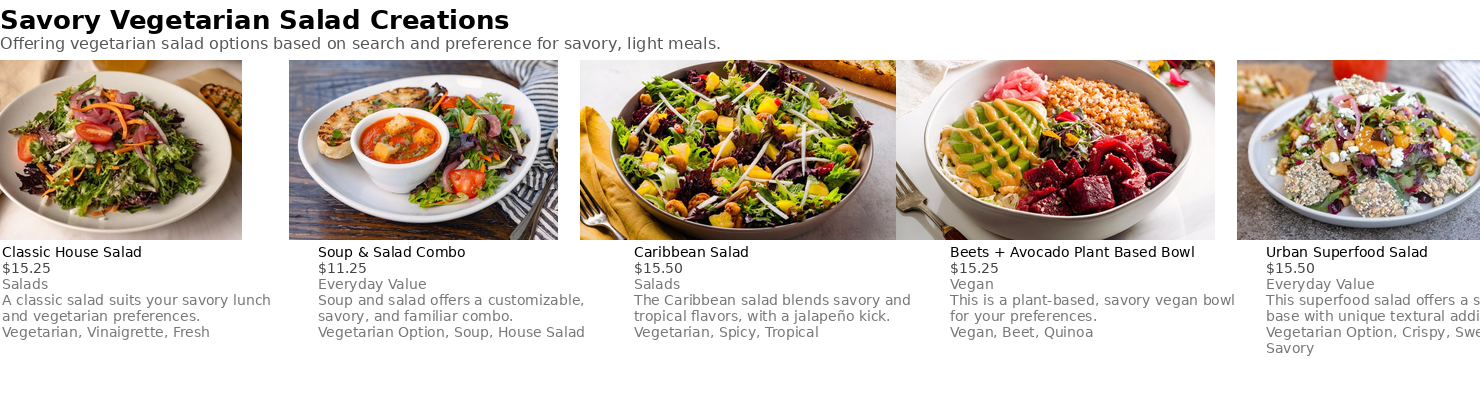 Savory Vegetarian Salad Creations
Offering vegetarian salad options based on search and preference for savory, light meals.
Classic House Salad
$15.25
Salads
A classic salad suits your savory lunch
and vegetarian preferences.
Vegetarian, Vinaigrette, Fresh
Soup & Salad Combo
$11.25
Everyday Value
Soup and salad offers a customizable,
savory, and familiar combo.
Vegetarian Option, Soup, House Salad
Caribbean Salad
$15.50
Salads
The Caribbean salad blends savory and
tropical flavors, with a jalapeño kick.
Vegetarian, Spicy, Tropical
Beets + Avocado Plant Based Bowl
$15.25
Vegan
This is a plant-based, savory vegan bowl
for your preferences.
Vegan, Beet, Quinoa
Urban Superfood Salad
$15.50
Everyday Value
This superfood salad offers a
base with unique textural
Vegetarian Option, Crispy,
Savory